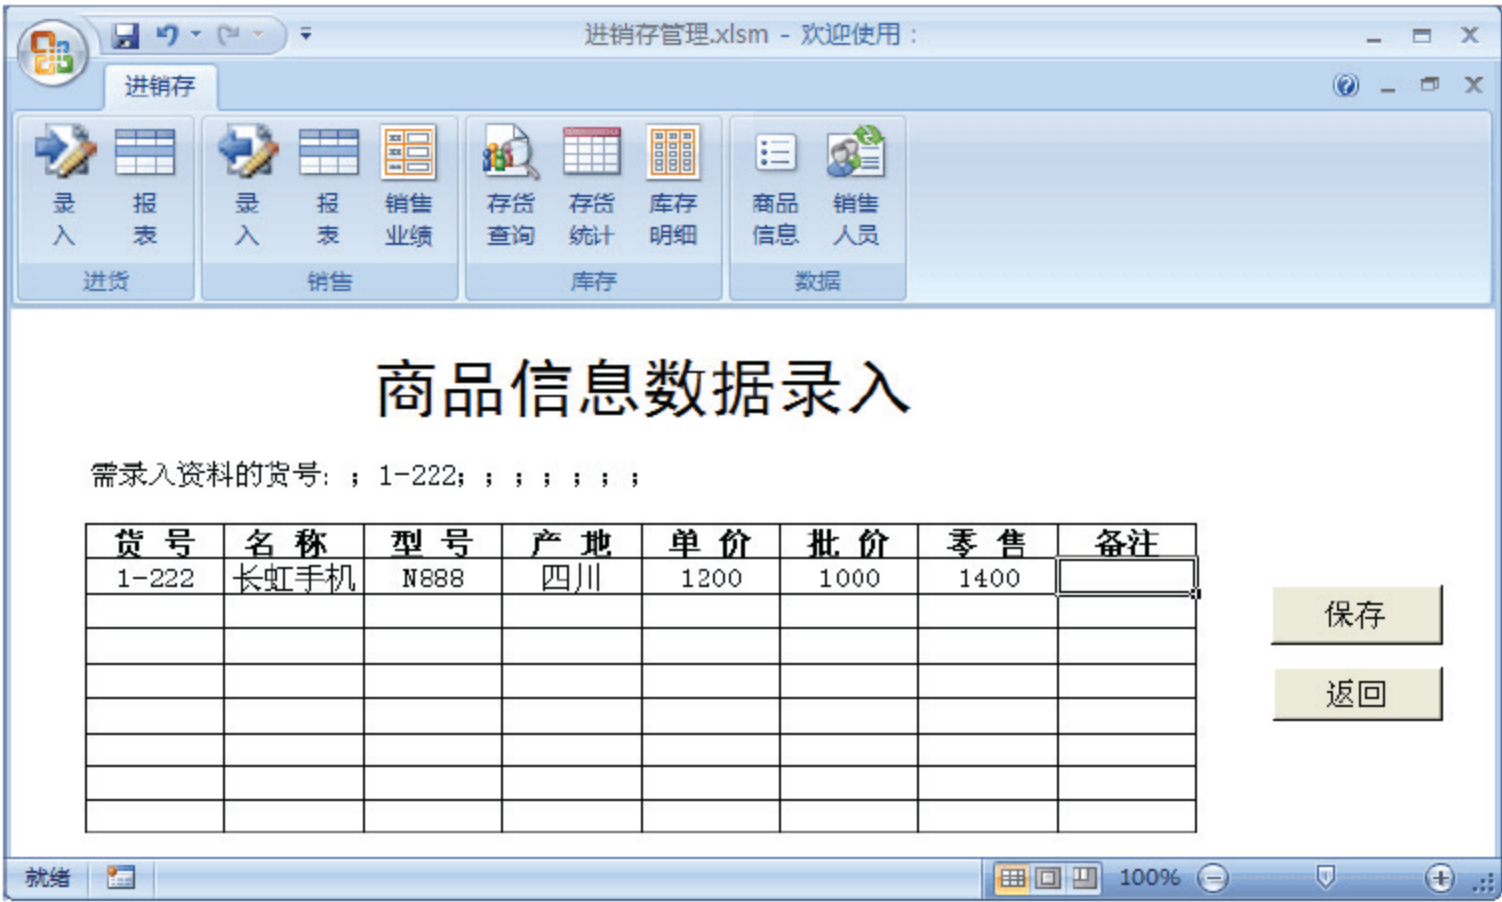 进销存管理.xlsm - 欢迎使用：
进销存
录入 报表 录入 报表 销售业绩 存货查询 存货统计 库存明细 商品信息 销售人员
进货 销售 库存 数据
商品信息数据录入
需录入资料的货号: ；1-222；；；；；；；
货 号 名 称 型 号 产 地 单 价 批 价 零 售 备注
1-222 长虹手机 N888 四川 1200 1000 1400
保存
返回
就绪 100%